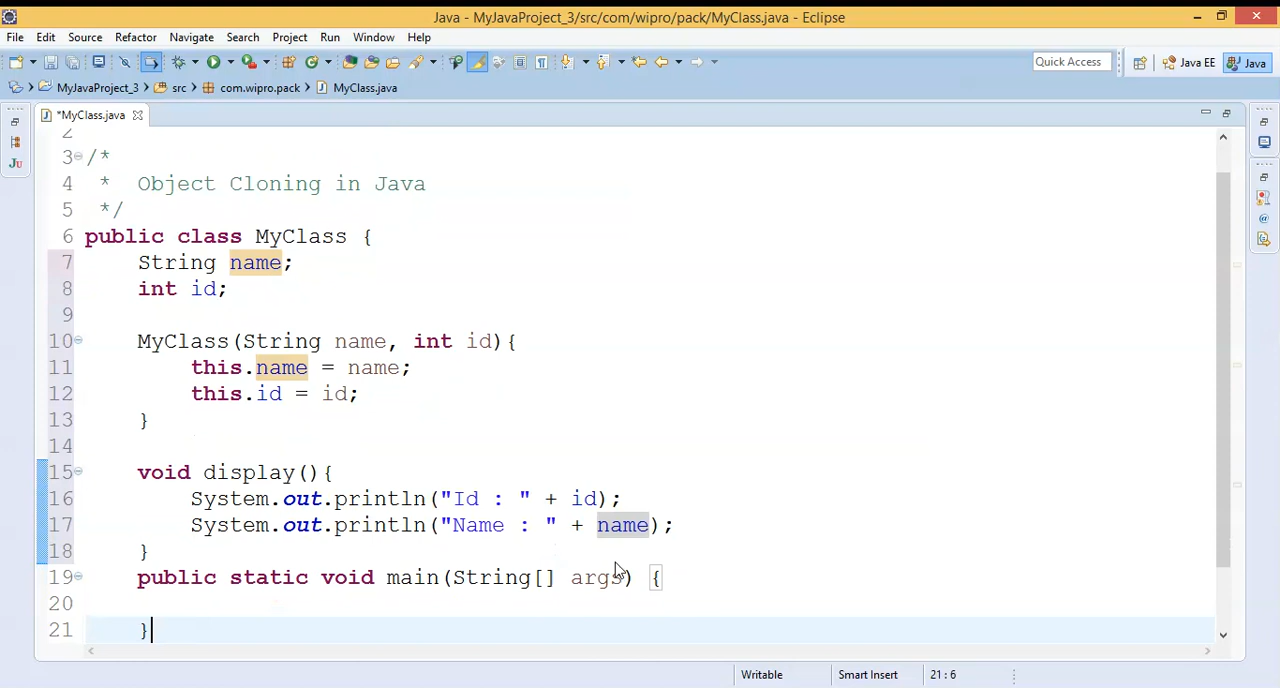 Java - MyJavaProject_3/src/com/wipro/pack/MyClass.java - Eclipse
File Edit Source Refactor Navigate Search Project Run Window Help
Quick Access Java EE Java
MyJavaProject_3 src com.wipro.pack MyClass.java
*MyClass.java
2
3 /*
4  *  Object Cloning in Java
5  */
6 public class MyClass {
7     String name;
8     int id;
9
10     MyClass(String name, int id){
11         this.name = name;
12         this.id = id;
13     }
14
15     void display(){
16         System.out.println("Id : " + id);
17         System.out.println("Name : " + name);
18     }
19     public static void main(String[] args) {
20
21     }
Writable Smart Insert 21 : 6